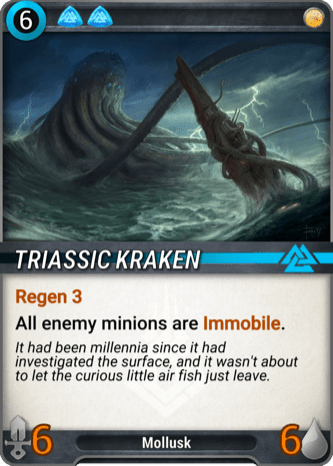 6
TRIASSIC KRAKEN
Regen 3
All enemy minions are Immobile.
It had been millennia since it had
investigated the surface, and it wasn't about
to let the curious little air fish just leave.
6
Mollusk
6